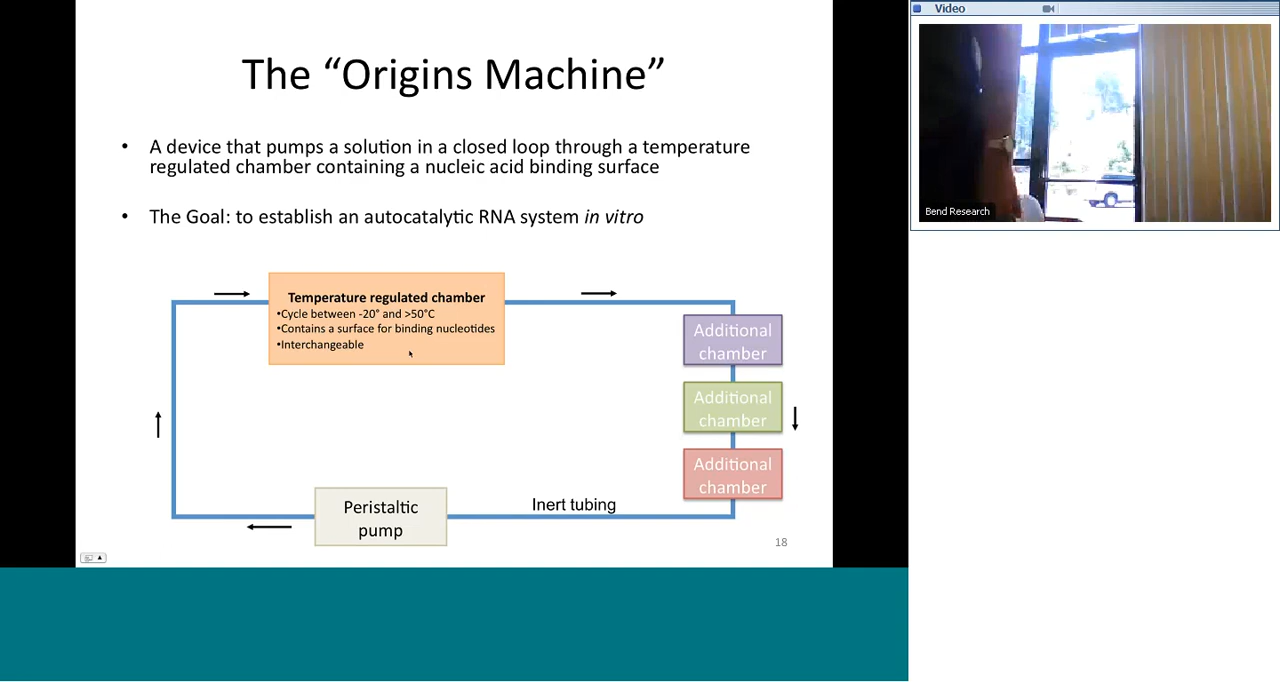 The “Origins Machine”
• A device that pumps a solution in a closed loop through a temperature
regulated chamber containing a nucleic acid binding surface
• The Goal: to establish an autocatalytic RNA system in vitro
Temperature regulated chamber
•Cycle between -20° and >50°C
•Contains a surface for binding nucleotides
•Interchangeable
Additional
chamber
Additional
chamber
Additional
chamber
Peristaltic
pump
Inert tubing
18
Video
Bend Research